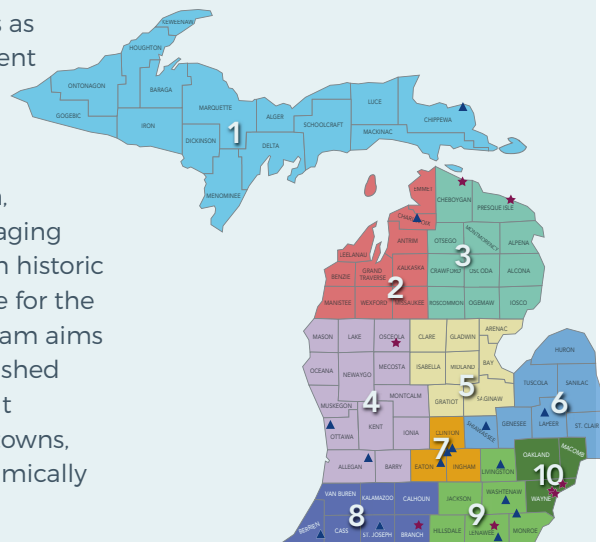 s as
ent
aging
n historic
e for the
am aims
shed
t
owns,
mically
KEWEENAW
HOUGHTON
ONTONAGON
BARAGA
GOGEBIC
IRON
MARQUETTE
1
ALGER
LUCE
CHIPPEWA
SCHOOLCRAFT
MACKINAC
DICKINSON
DELTA
MENOMINEE
EMMET
CHEBOYGAN
PRESQUE ISLE
ANTRIM
OTSEGO
MONTMORENCY
ALPENA
3
LEELANAU
BENZIE
GRAND
TRAVERSE
KALKASKA
CRAWFORD
OSCODA
ALCONA
2
MANISTEE
WEXFORD
MISSAUKEE
ROSCOMMON
OGEMAW
IOSCO
MASON
LAKE
OSCEOLA
CLARE
GLADWIN
ARENAC
HURON
OCEANA
NEWAYGO
MECOSTA
ISABELLA
MIDLAND
BAY
5
TUSCOLA
SANILAC
MUSKEGON
MONTCALM
GRATIOT
SAGINAW
4
6
KENT
IONIA
CLINTON
SHIAWASSEE
GENESEE
LAPEER
ST. CLAIR
OTTAWA
7
ALLEGAN
BARRY
EATON
INGHAM
LIVINGSTON
OAKLAND
MACOMB
10
VAN BUREN
KALAMAZOO
CALHOUN
JACKSON
WASHTENAW
WAYNE
8
9
BERRIEN
CASS
ST. JOSEPH
BRANCH
HILLSDALE
LENAWEE
MONROE